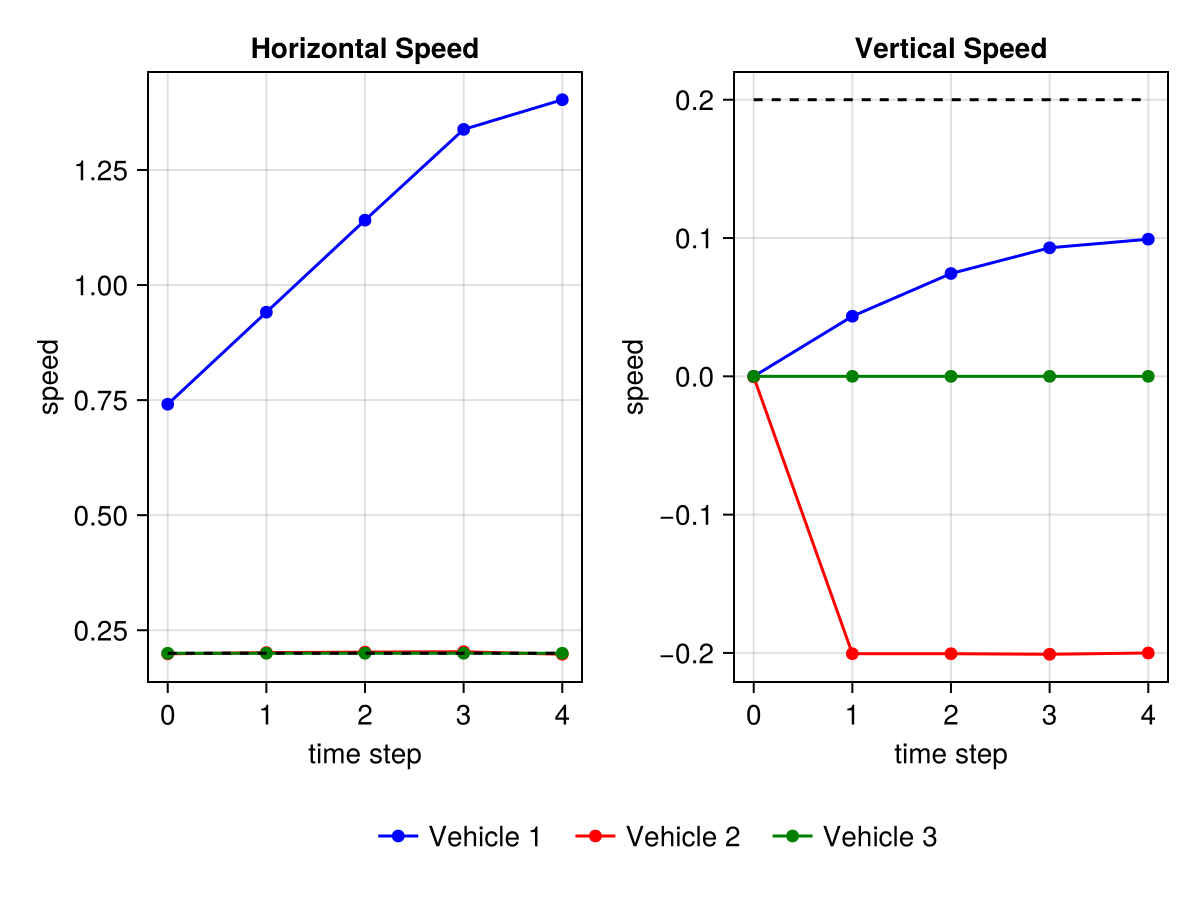 Horizontal Speed
Vertical Speed
speed
1.25
1.00
0.75
0.50
0.25
0 1 2 3 4
time step
speed
0.2
0.1
0.0
−0.1
−0.2
0 1 2 3 4
time step
Vehicle 1 Vehicle 2 Vehicle 3